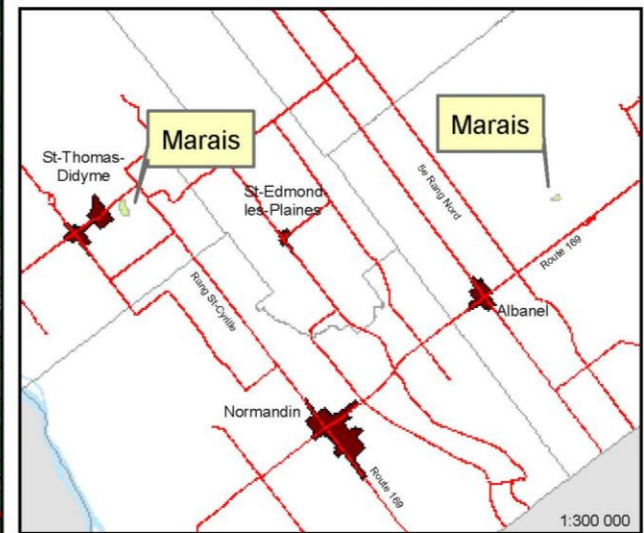 Marais
Marais
St-Thomas-
Didyme
St-Edmond-
les-Plaines
5e Rang Nord
Route 169
Rang St-Cyrille
Albanel
Normandin
Route 169
1:300 000